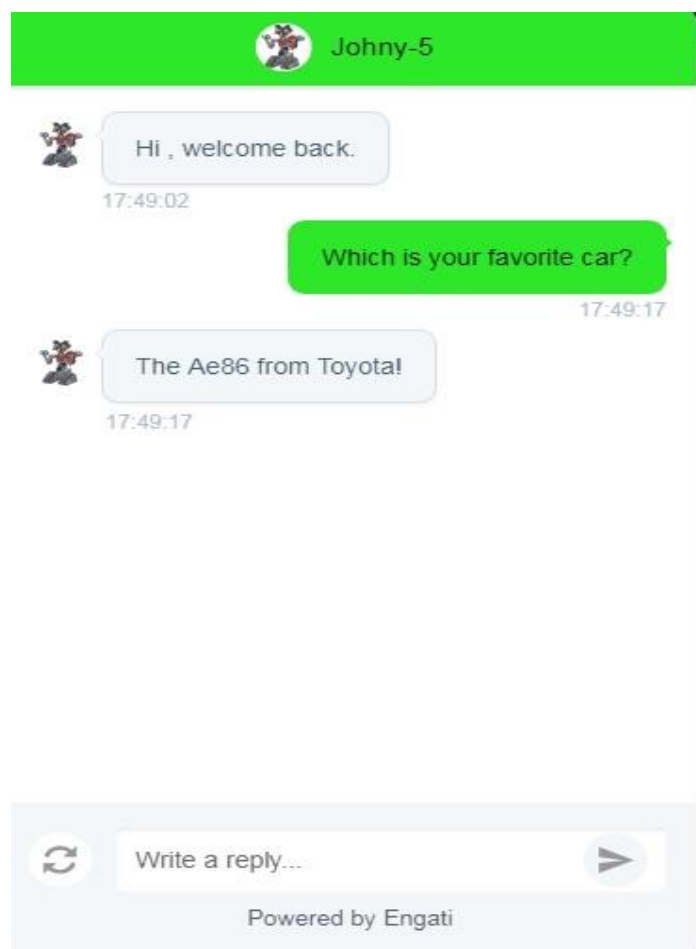 Johny-5
Hi , welcome back.
17:49:02
Which is your favorite car?
17:49:17
The Ae86 from Toyota!
17:49:17
Write a reply...
Powered by Engati